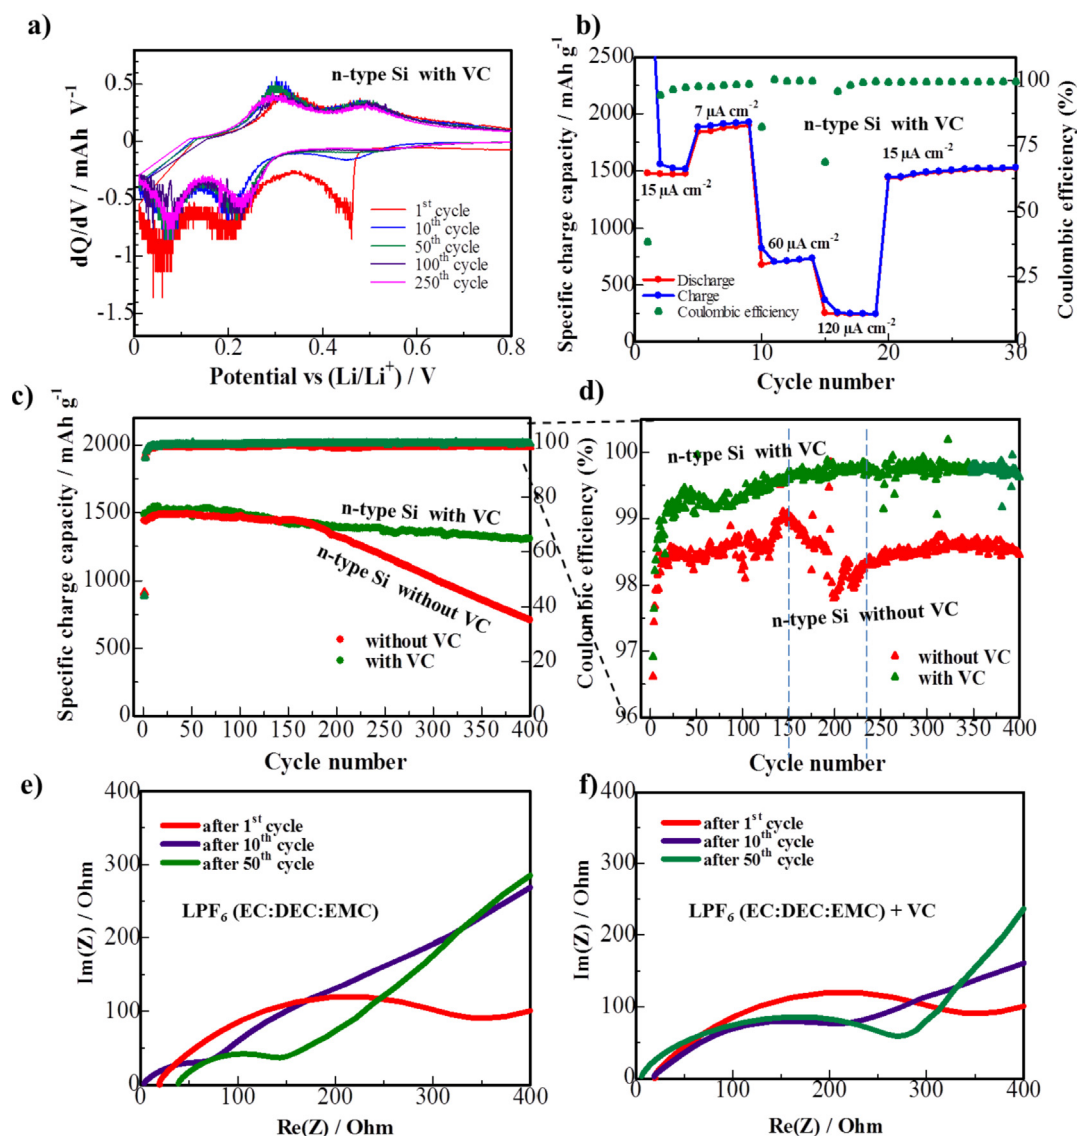 a)
n-type Si with VC
dQ/dV / mAh V⁻¹
0.5
0
-0.5
-1
-1.5
1ˢᵗ cycle
10ᵗʰ cycle
50ᵗʰ cycle
100ᵗʰ cycle
250ᵗʰ cycle
0 0.2 0.4 0.6 0.8
Potential vs (Li/Li⁺) / V
b)
Specific charge capacity / mAh g⁻¹
2500
2000
1500
1000
500
0
7 µA cm⁻²
n-type Si with VC
15 µA cm⁻²
15 µA cm⁻²
60 µA cm⁻²
120 µA cm⁻²
Discharge
Charge
Coulombic efficiency
100
75
50
25
0
Coulombic efficiency (%)
0 10 20 30
Cycle number
c)
Specific charge capacity / mAh g⁻¹
2000
1500
1000
500
0
n-type Si with VC
n-type Si without VC
without VC
with VC
100
80
60
40
20
0
0 50 100 150 200 250 300 350 400
Cycle number
d)
Coulombic efficiency (%)
100
99
98
97
96
n-type Si with VC
n-type Si without VC
without VC
with VC
0 50 100 150 200 250 300 350 400
Cycle number
e)
Im(Z) / Ohm
400
300
200
100
0
after 1ˢᵗ cycle
after 10ᵗʰ cycle
after 50ᵗʰ cycle
LPF₆ (EC:DEC:EMC)
0 100 200 300 400
Re(Z) / Ohm
f)
Im(Z) / Ohm
400
300
200
100
0
after 1ˢᵗ cycle
after 10ᵗʰ cycle
after 50ᵗʰ cycle
LPF₆ (EC:DEC:EMC) + VC
0 100 200 300 400
Re(Z) / Ohm